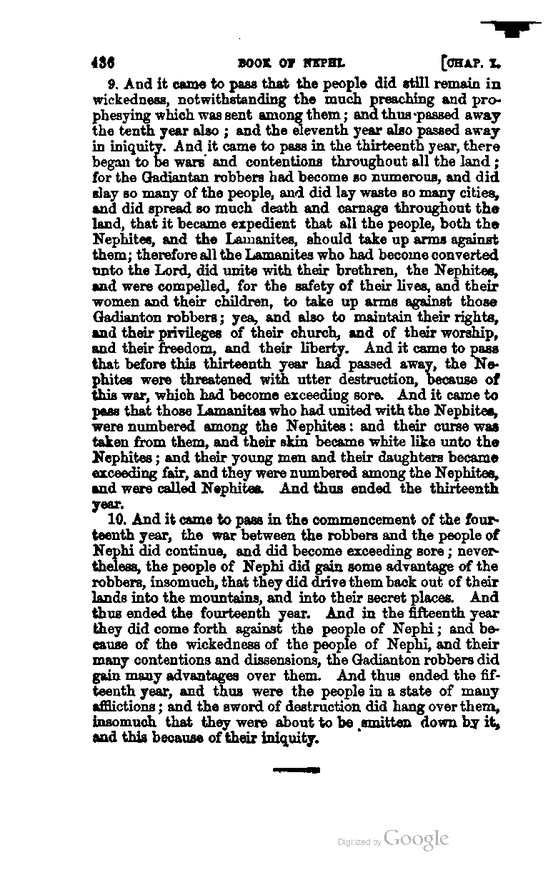 436 BOOK OF NEPHI. [CHAP. I.
9. And it came to pass that the people did still remain in
wickedness, notwithstanding the much preaching and pro-
phesying which was sent among them; and thus passed away
the tenth year also; and the eleventh year also passed away
in iniquity. And it came to pass in the thirteenth year, there
began to be wars and contentions throughout all the land;
for the Gadiantan robbers had become so numerous, and did
slay so many of the people, and did lay waste so many cities,
and did spread so much death and carnage throughout the
land, that it became expedient that all the people, both the
Nephites, and the Lamanites, should take up arms against
them; therefore all the Lamanites who had become converted
unto the Lord, did unite with their brethren, the Nephites,
and were compelled, for the safety of their lives, and their
women and their children, to take up arms against those
Gadianton robbers; yea, and also to maintain their rights,
and their privileges of their church, and of their worship,
and their freedom, and their liberty. And it came to pass
that before this thirteenth year had passed away, the Ne-
phites were threatened with utter destruction, because of
this war, which had become exceeding sore. And it came to
pass that those Lamanites who had united with the Nephites,
were numbered among the Nephites: and their curse was
taken from them, and their skin became white like unto the
Nephites; and their young men and their daughters became
exceeding fair, and they were numbered among the Nephites,
and were called Nephites. And thus ended the thirteenth
year.
10. And it came to pass in the commencement of the four-
teenth year, the war between the robbers and the people of
Nephi did continue, and did become exceeding sore; never-
theless, the people of Nephi did gain some advantage of the
robbers, insomuch, that they did drive them back out of their
lands into the mountains, and into their secret places. And
thus ended the fourteenth year. And in the fifteenth year
they did come forth against the people of Nephi; and be-
cause of the wickedness of the people of Nephi, and their
many contentions and dissensions, the Gadianton robbers did
gain many advantages over them. And thus ended the fif-
teenth year, and thus were the people in a state of many
afflictions; and the sword of destruction did hang over them,
insomuch that they were about to be smitten down by it,
and this because of their iniquity.
Digitized by Google